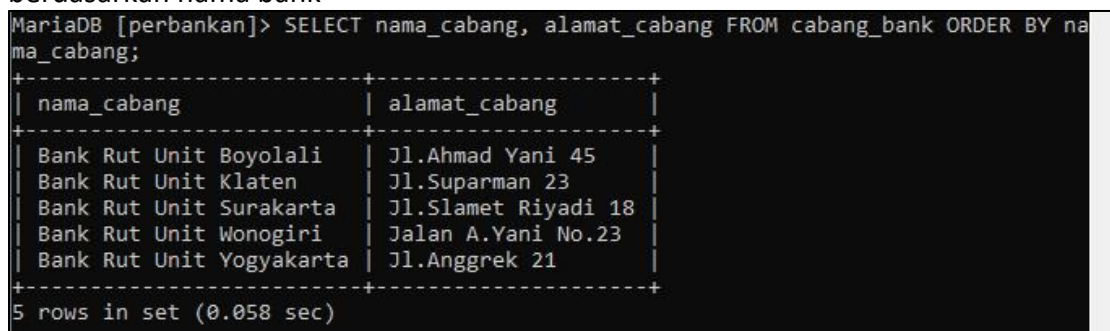 berdasarkan nama bank
MariaDB [perbankan]> SELECT nama_cabang, alamat_cabang FROM cabang_bank ORDER BY na
ma_cabang;
+---------------------------+---------------------+
| nama_cabang               | alamat_cabang       |
+---------------------------+---------------------+
| Bank Rut Unit Boyolali    | Jl.Ahmad Yani 45    |
| Bank Rut Unit Klaten      | Jl.Suparman 23      |
| Bank Rut Unit Surakarta   | Jl.Slamet Riyadi 18 |
| Bank Rut Unit Wonogiri    | Jalan A.Yani No.23  |
| Bank Rut Unit Yogyakarta | Jl.Anggrek 21       |
+---------------------------+---------------------+
5 rows in set (0.058 sec)